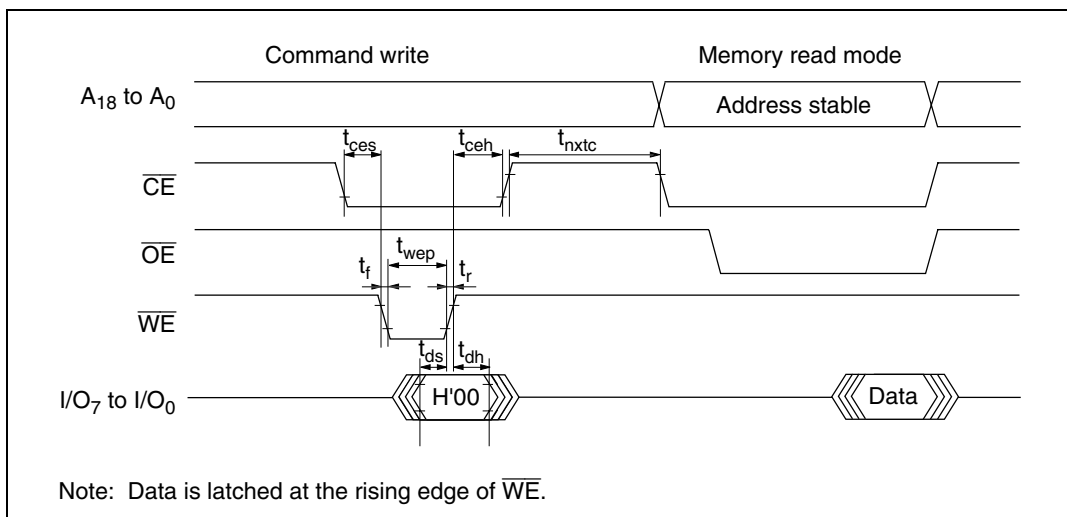 Command write Memory read mode
A18 to A0 Address stable
tces tceh tnxtc
CE
OE
twep
tf tr
WE
tds tdh
I/O7 to I/O0 H'00 Data
Note: Data is latched at the rising edge of WE.